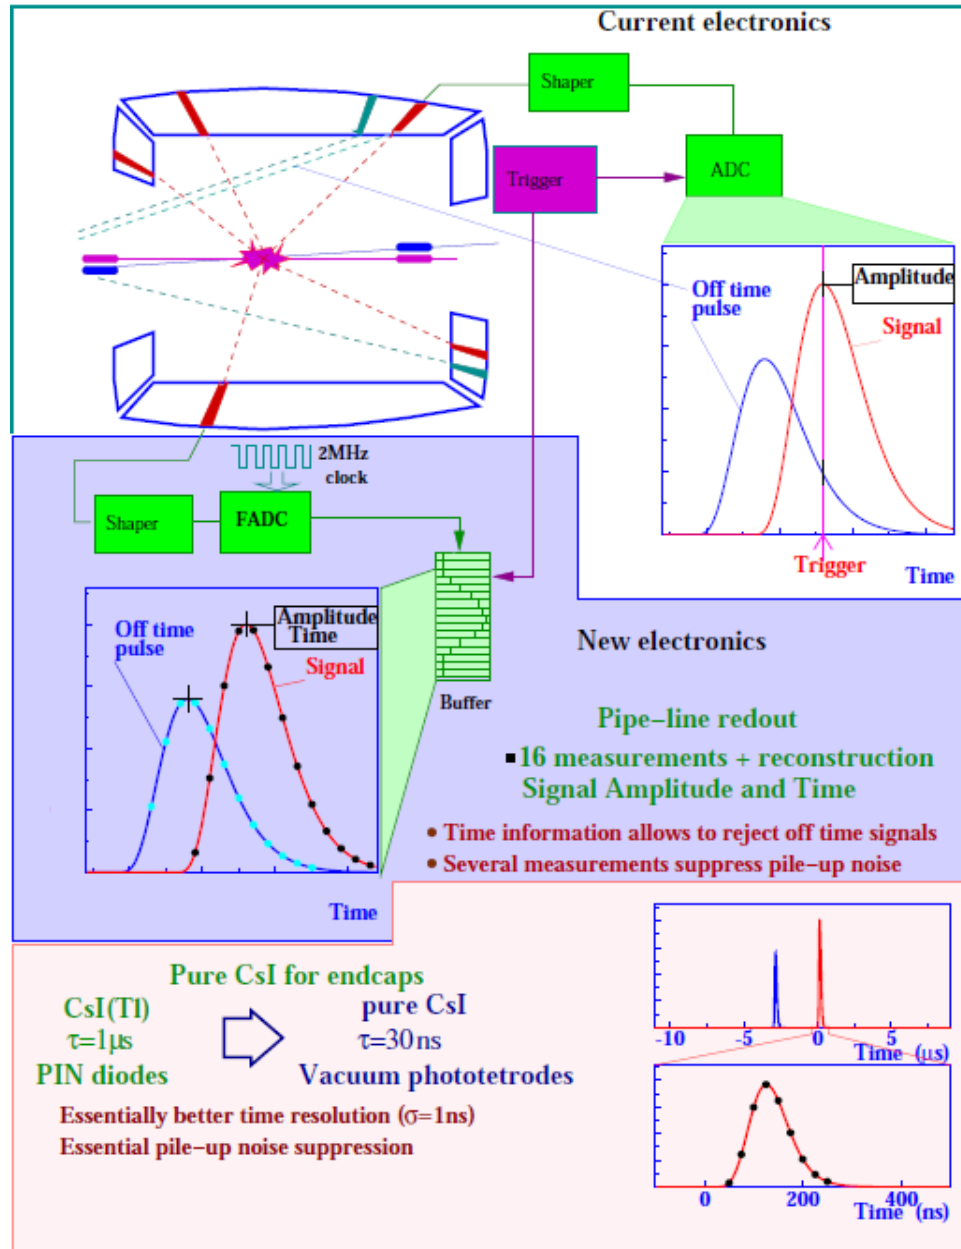 Current electronics
Shaper
Trigger
ADC
Off time
pulse
Amplitude
Signal
Trigger
Time
2MHz
clock
Shaper
FADC
Buffer
Off time
pulse
Amplitude
Time
Signal
Time
New electronics
Pipe-line redout
16 measurements + reconstruction
Signal Amplitude and Time
• Time information allows to reject off time signals
• Several measurements suppress pile-up noise
Pure CsI for endcaps
CsI(Tl)
τ=1μs
PIN diodes
pure CsI
τ=30ns
Vacuum phototetrodes
Essentially better time resolution (σ=1ns)
Essential pile-up noise suppression
-10 -5 0 5
Time (μs)
0 200 400
Time (ns)